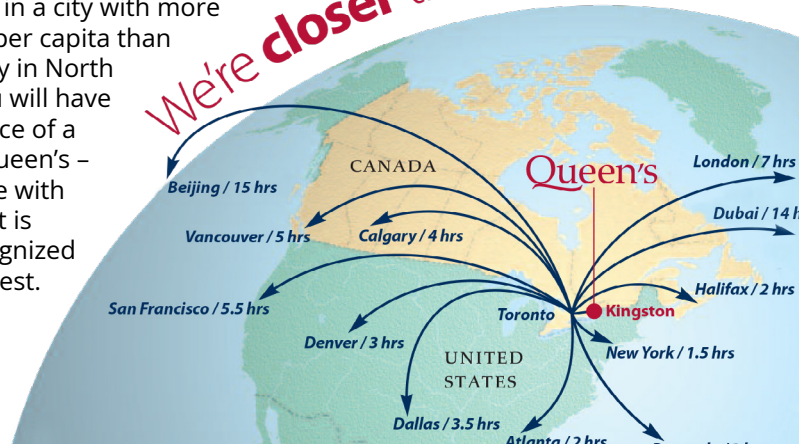 in a city with more
per capita than
in North
will have
of a
ueen's –
with
is
gnized
est.
We're closer
CANADA
Queen's
London / 7 hrs
Beijing / 15 hrs
Dubai / 14 h
Vancouver / 5 hrs
Calgary / 4 hrs
Halifax / 2 hrs
San Francisco / 5.5 hrs
Toronto
Kingston
Denver / 3 hrs
New York / 1.5 hrs
UNITED
STATES
Dallas / 3.5 hrs
Atlanta / 2 hrs